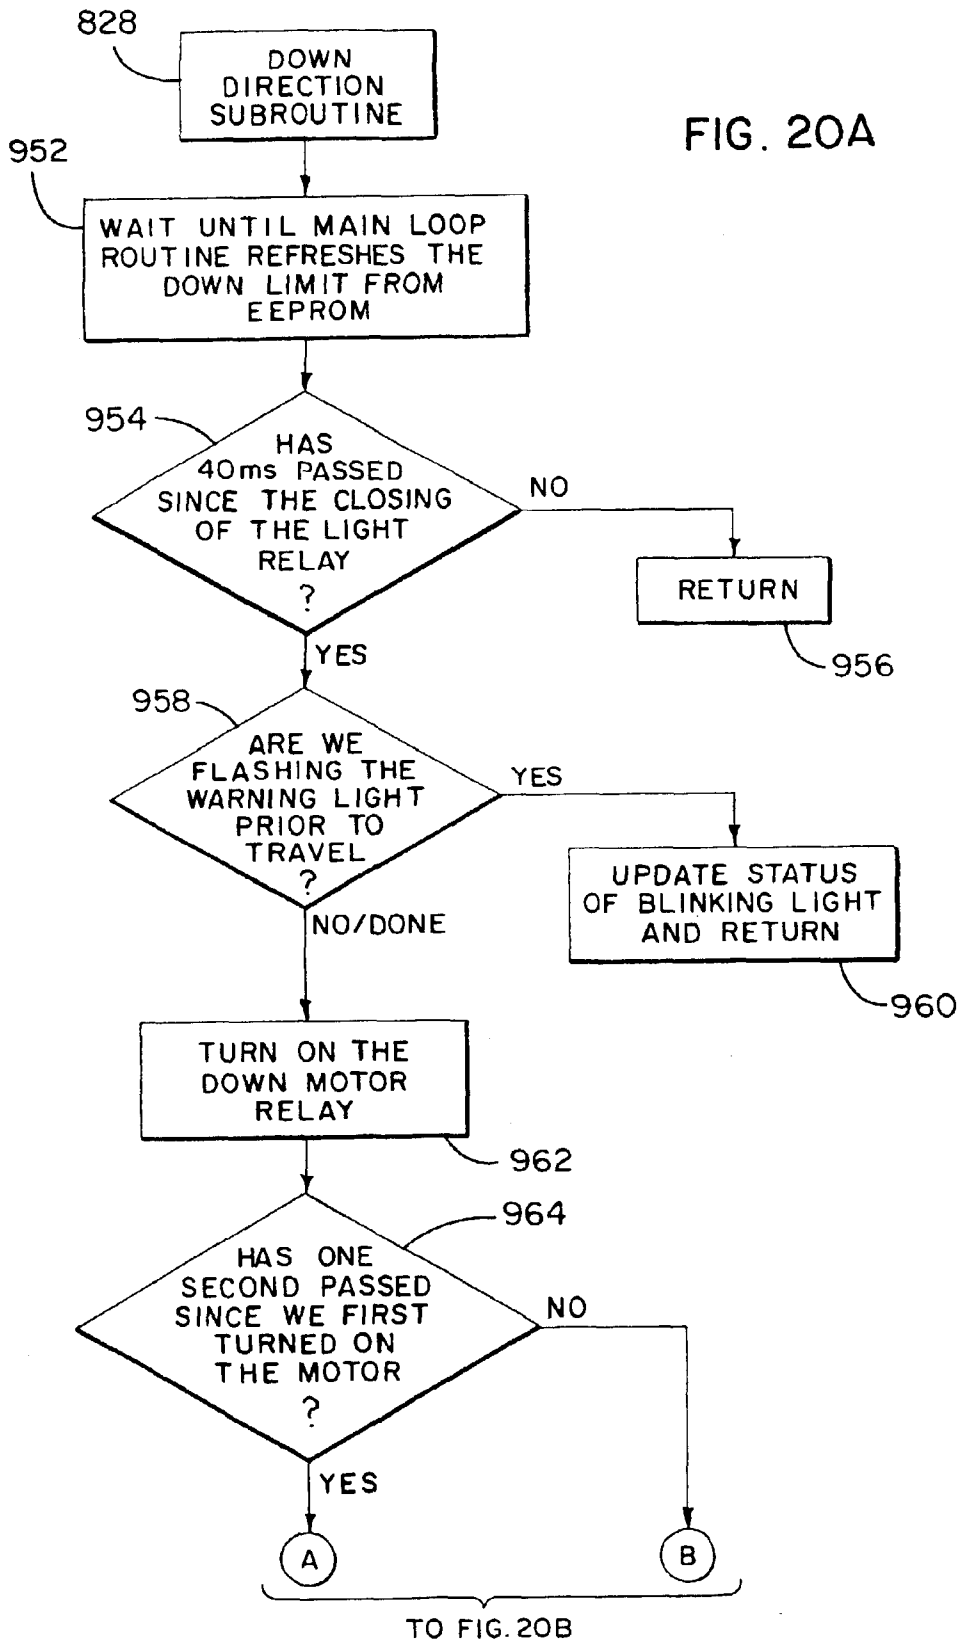 828
DOWN
DIRECTION
SUBROUTINE
FIG. 20A
952
WAIT UNTIL MAIN LOOP
ROUTINE REFRESHES THE
DOWN LIMIT FROM
EEPROM
954
HAS
40ms PASSED
SINCE THE CLOSING
OF THE LIGHT
RELAY
?
NO
RETURN
956
YES
958
ARE WE
FLASHING THE
WARNING LIGHT
PRIOR TO
TRAVEL
?
YES
UPDATE STATUS
OF BLINKING LIGHT
AND RETURN
960
NO/DONE
TURN ON THE
DOWN MOTOR
RELAY
962
964
HAS ONE
SECOND PASSED
SINCE WE FIRST
TURNED ON
THE MOTOR
?
NO
YES
A
B
TO FIG. 20B